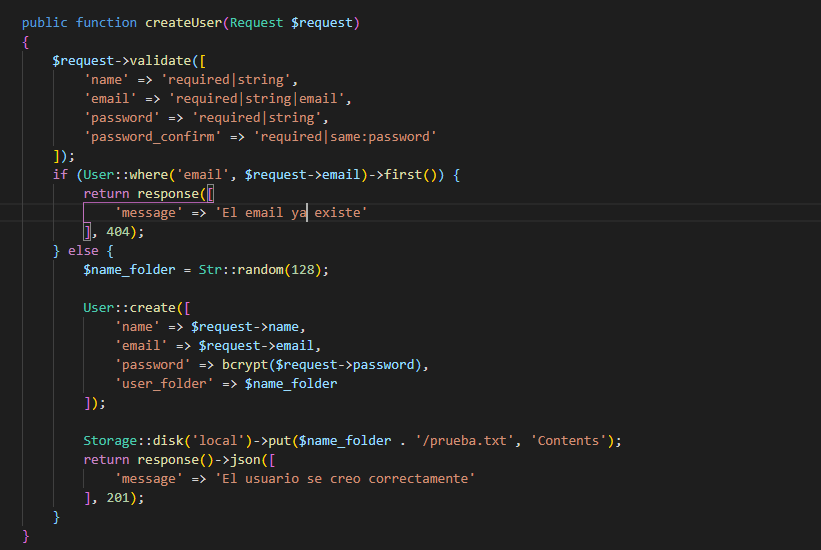 public function createUser(Request $request)
{
    $request->validate([
        'name' => 'required|string',
        'email' => 'required|string|email',
        'password' => 'required|string',
        'password_confirm' => 'required|same:password'
    ]);
    if (User::where('email', $request->email)->first()) {
        return response([
            'message' => 'El email ya existe'
        ], 404);
    } else {
        $name_folder = Str::random(128);

        User::create([
            'name' => $request->name,
            'email' => $request->email,
            'password' => bcrypt($request->password),
            'user_folder' => $name_folder
        ]);

        Storage::disk('local')->put($name_folder . '/prueba.txt', 'Contents');
        return response()->json([
            'message' => 'El usuario se creo correctamente'
        ], 201);
    }
}